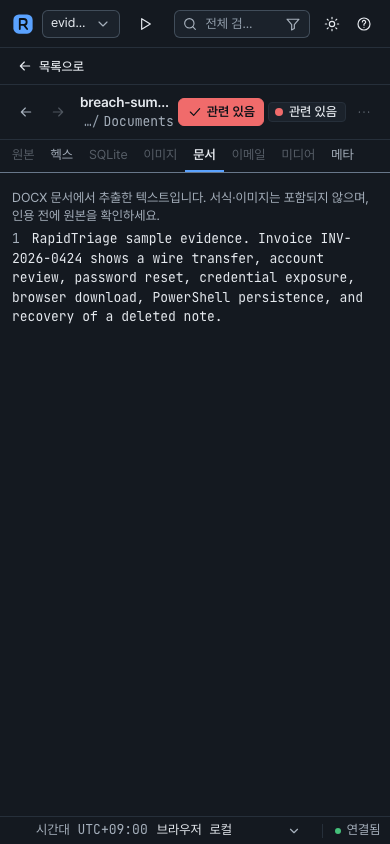 R evid...
전체 검...
목록으로
breach-sum...
…/ Documents
관련 있음
관련 있음
원본 헥스 SQLite 이미지 문서 이메일 미디어 메타
DOCX 문서에서 추출한 텍스트입니다. 서식·이미지는 포함되지 않으며,
인용 전에 원본을 확인하세요.
1 RapidTriage sample evidence. Invoice INV-
2026-0424 shows a wire transfer, account
review, password reset, credential exposure,
browser download, PowerShell persistence, and
recovery of a deleted note.
시간대 UTC+09:00 브라우저 로컬 연결됨